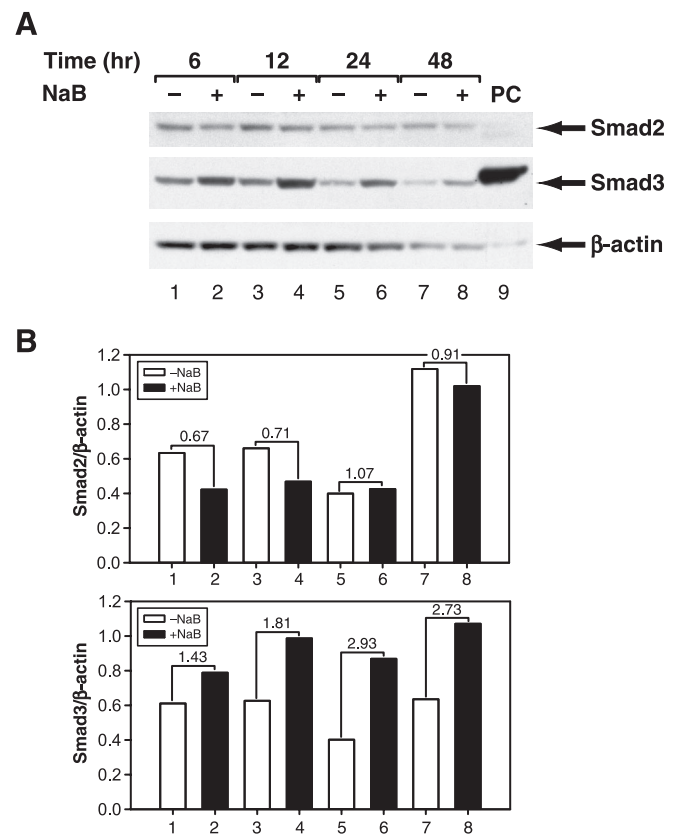 A
Time (hr) 6 12 24 48
NaB – + – + – + – + PC
Smad2
Smad3
β-actin
1 2 3 4 5 6 7 8 9
B
1.2
1.0
0.8
0.6
0.4
0.2
0.0
Smad2/β-actin
–NaB
+NaB
0.67
0.71
1.07
0.91
1 2 3 4 5 6 7 8
1.2
1.0
0.8
0.6
0.4
0.2
0.0
Smad3/β-actin
–NaB
+NaB
1.43
1.81
2.93
2.73
1 2 3 4 5 6 7 8